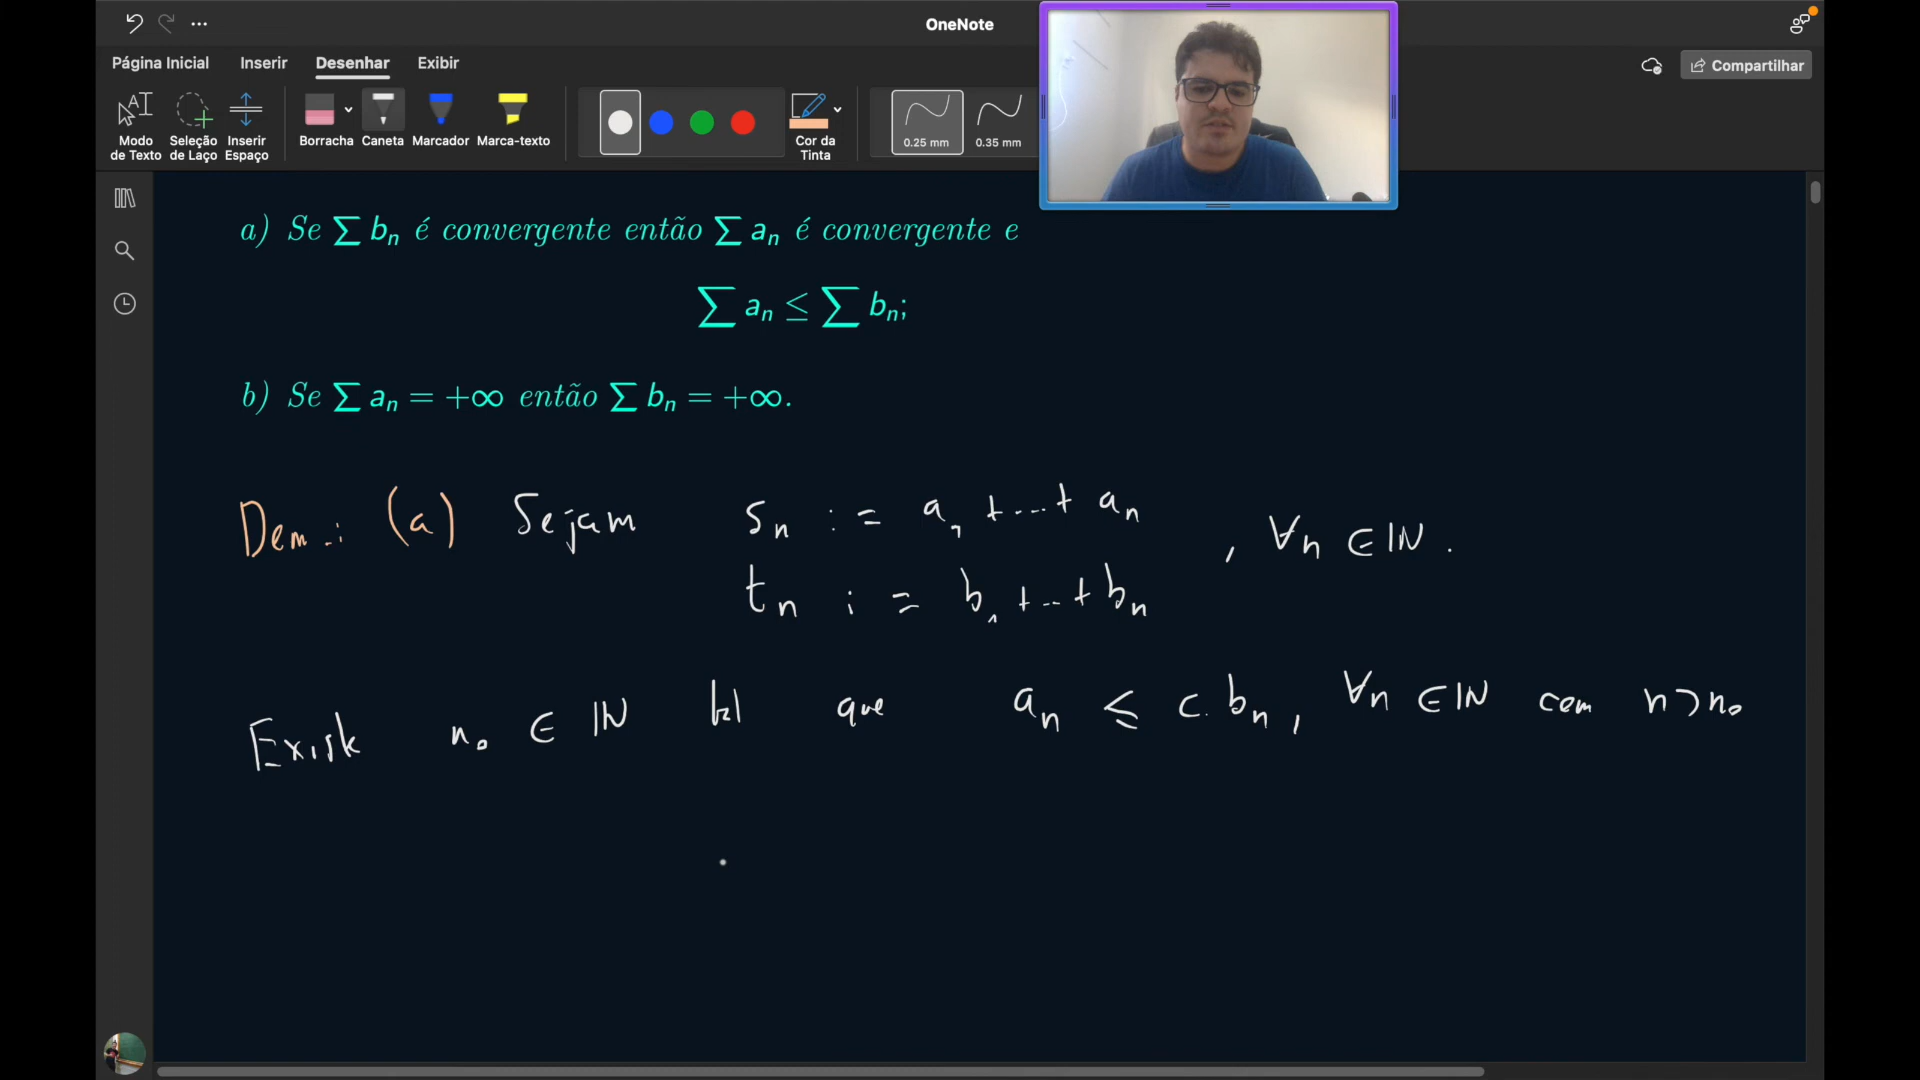 OneNote
Página Inicial Inserir Desenhar Exibir
Compartilhar
Modo de Texto
Seleção de Laço
Inserir Espaço
Borracha
Caneta
Marcador
Marca-texto
Cor da Tinta
0.25 mm
0.35 mm
a) Se ∑ bₙ é convergente então ∑ aₙ é convergente e
∑ aₙ ≤ ∑ bₙ;
b) Se ∑ aₙ = +∞ então ∑ bₙ = +∞.
Dem.: (a) Sejam sₙ := a₁ + ... + aₙ
tₙ := b₁ + ... + bₙ , ∀n ∈ ℕ.
Existe n₀ ∈ ℕ tal que aₙ ≤ c. bₙ, ∀n ∈ ℕ com n > n₀